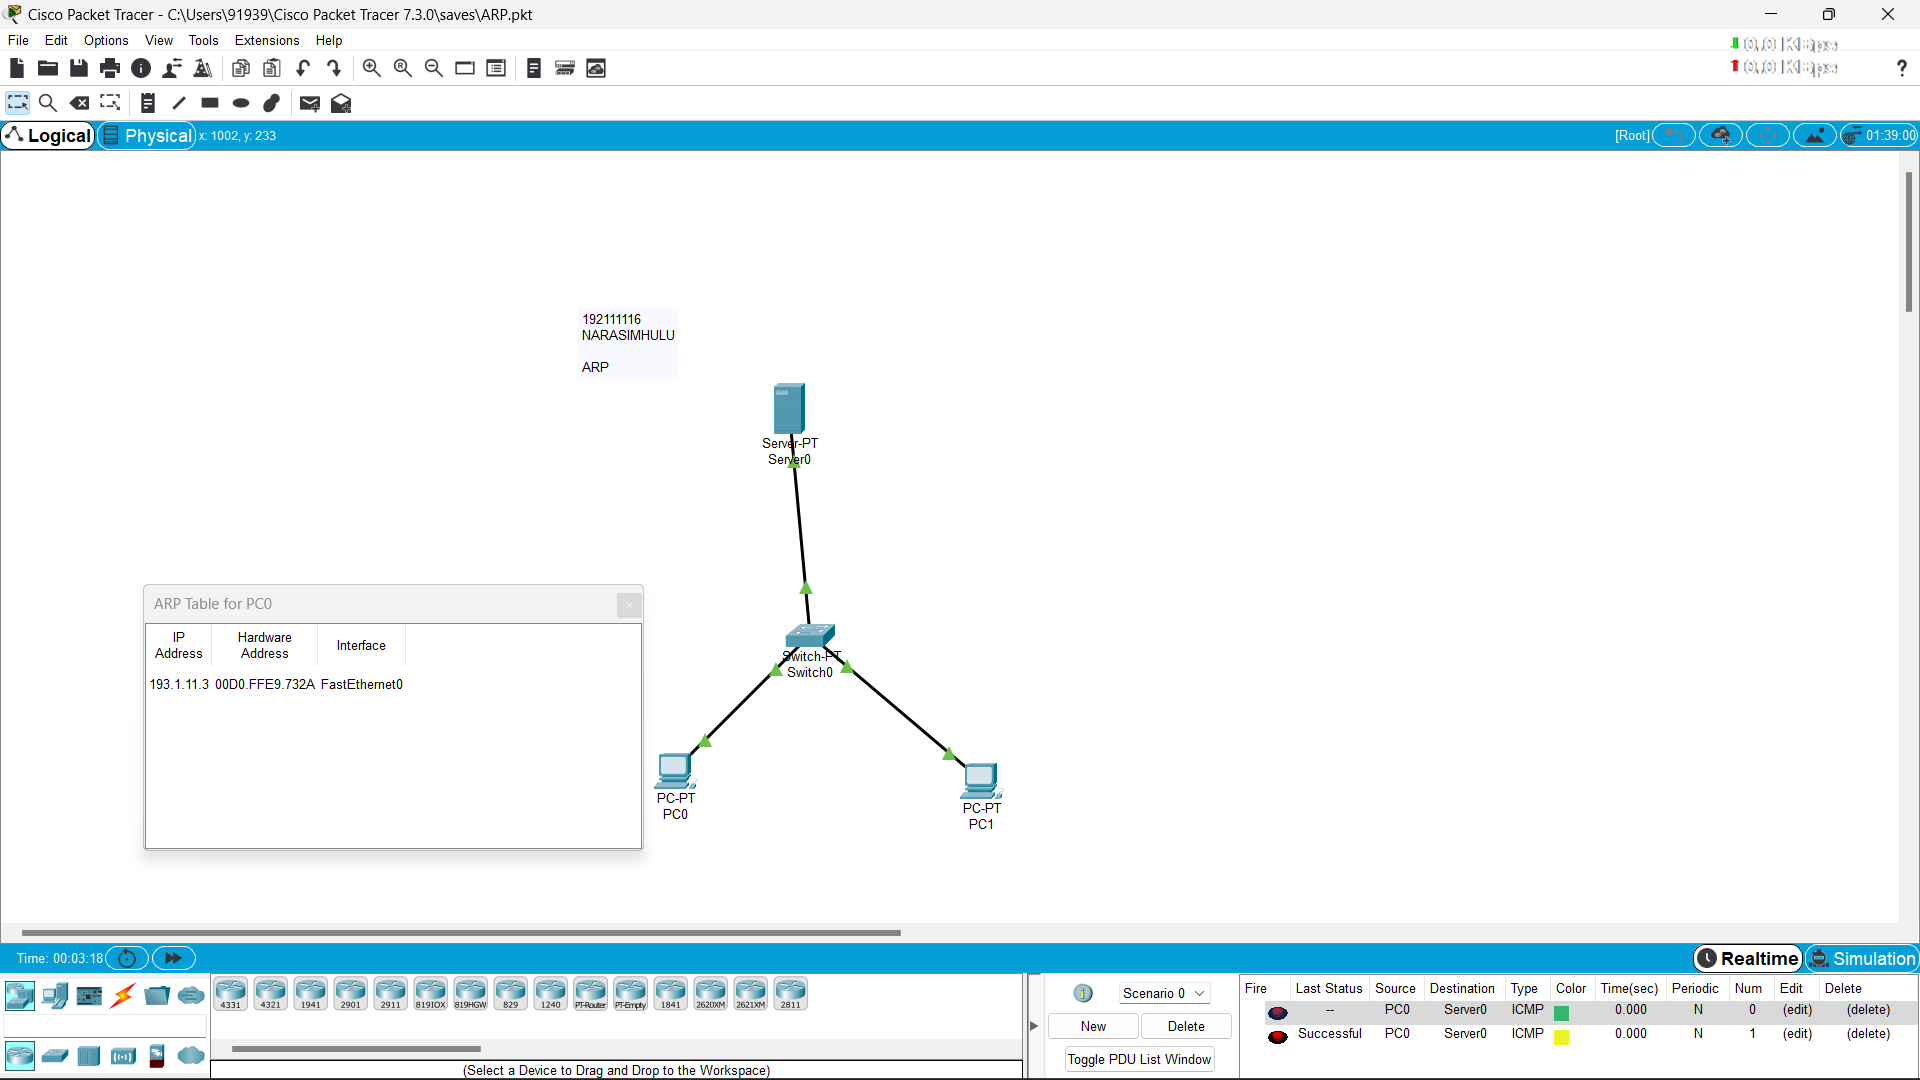 Cisco Packet Tracer - C:\Users\91939\Cisco Packet Tracer 7.3.0\saves\ARP.pkt
File Edit Options View Tools Extensions Help
0.0 KBps
0.0 KBps
?
Logical Physical x: 1002, y: 233 [Root] 01:39:00
192111116
NARASIMHULU
ARP
Server-PT
Server0
Switch-PT
Switch0
PC-PT
PC0
PC-PT
PC1
ARP Table for PC0
IP Address Hardware Address Interface
193.1.11.3 00D0.FFE9.732A FastEthernet0
Time: 00:03:18 Realtime Simulation
4331 4321 1941 2901 2911 819IOX 819HGW 829 1240 PT-Router PT-Empty 1841 2620XM 2621XM 2811
(Select a Device to Drag and Drop to the Workspace)
Scenario 0
New Delete
Toggle PDU List Window
Fire Last Status Source Destination Type Color Time(sec) Periodic Num Edit Delete
-- PC0 Server0 ICMP 0.000 N 0 (edit) (delete)
Successful PC0 Server0 ICMP 0.000 N 1 (edit) (delete)